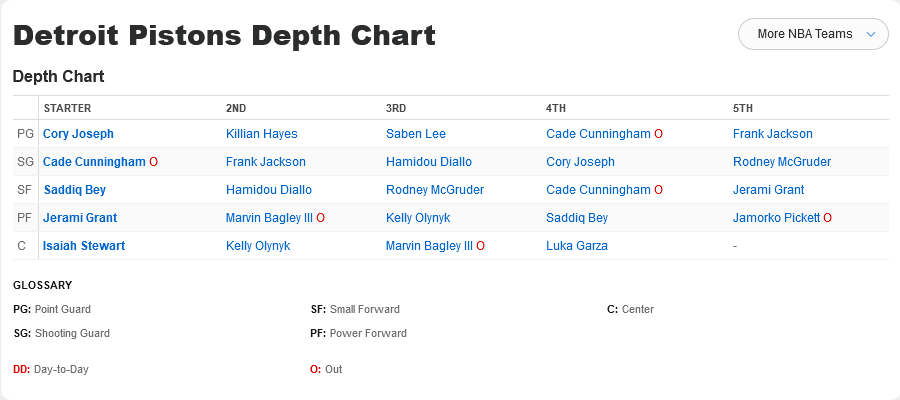 Detroit Pistons Depth Chart
More NBA Teams
Depth Chart
STARTER 2ND 3RD 4TH 5TH
PG Cory Joseph Killian Hayes Saben Lee Cade Cunningham O Frank Jackson
SG Cade Cunningham O Frank Jackson Hamidou Diallo Cory Joseph Rodney McGruder
SF Saddiq Bey Hamidou Diallo Rodney McGruder Cade Cunningham O Jerami Grant
PF Jerami Grant Marvin Bagley III O Kelly Olynyk Saddiq Bey Jamorko Pickett O
C Isaiah Stewart Kelly Olynyk Marvin Bagley III O Luka Garza -
GLOSSARY
PG: Point Guard SF: Small Forward C: Center
SG: Shooting Guard PF: Power Forward
DD: Day-to-Day O: Out